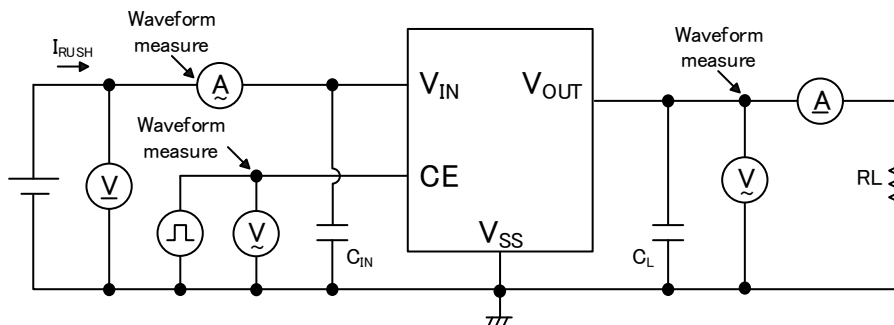 Waveform
measure
I_RUSH
A
~
Waveform
measure
V
V
~
C_IN
V_IN
V_OUT
CE
V_SS
Waveform
measure
A
V
~
C_L
RL